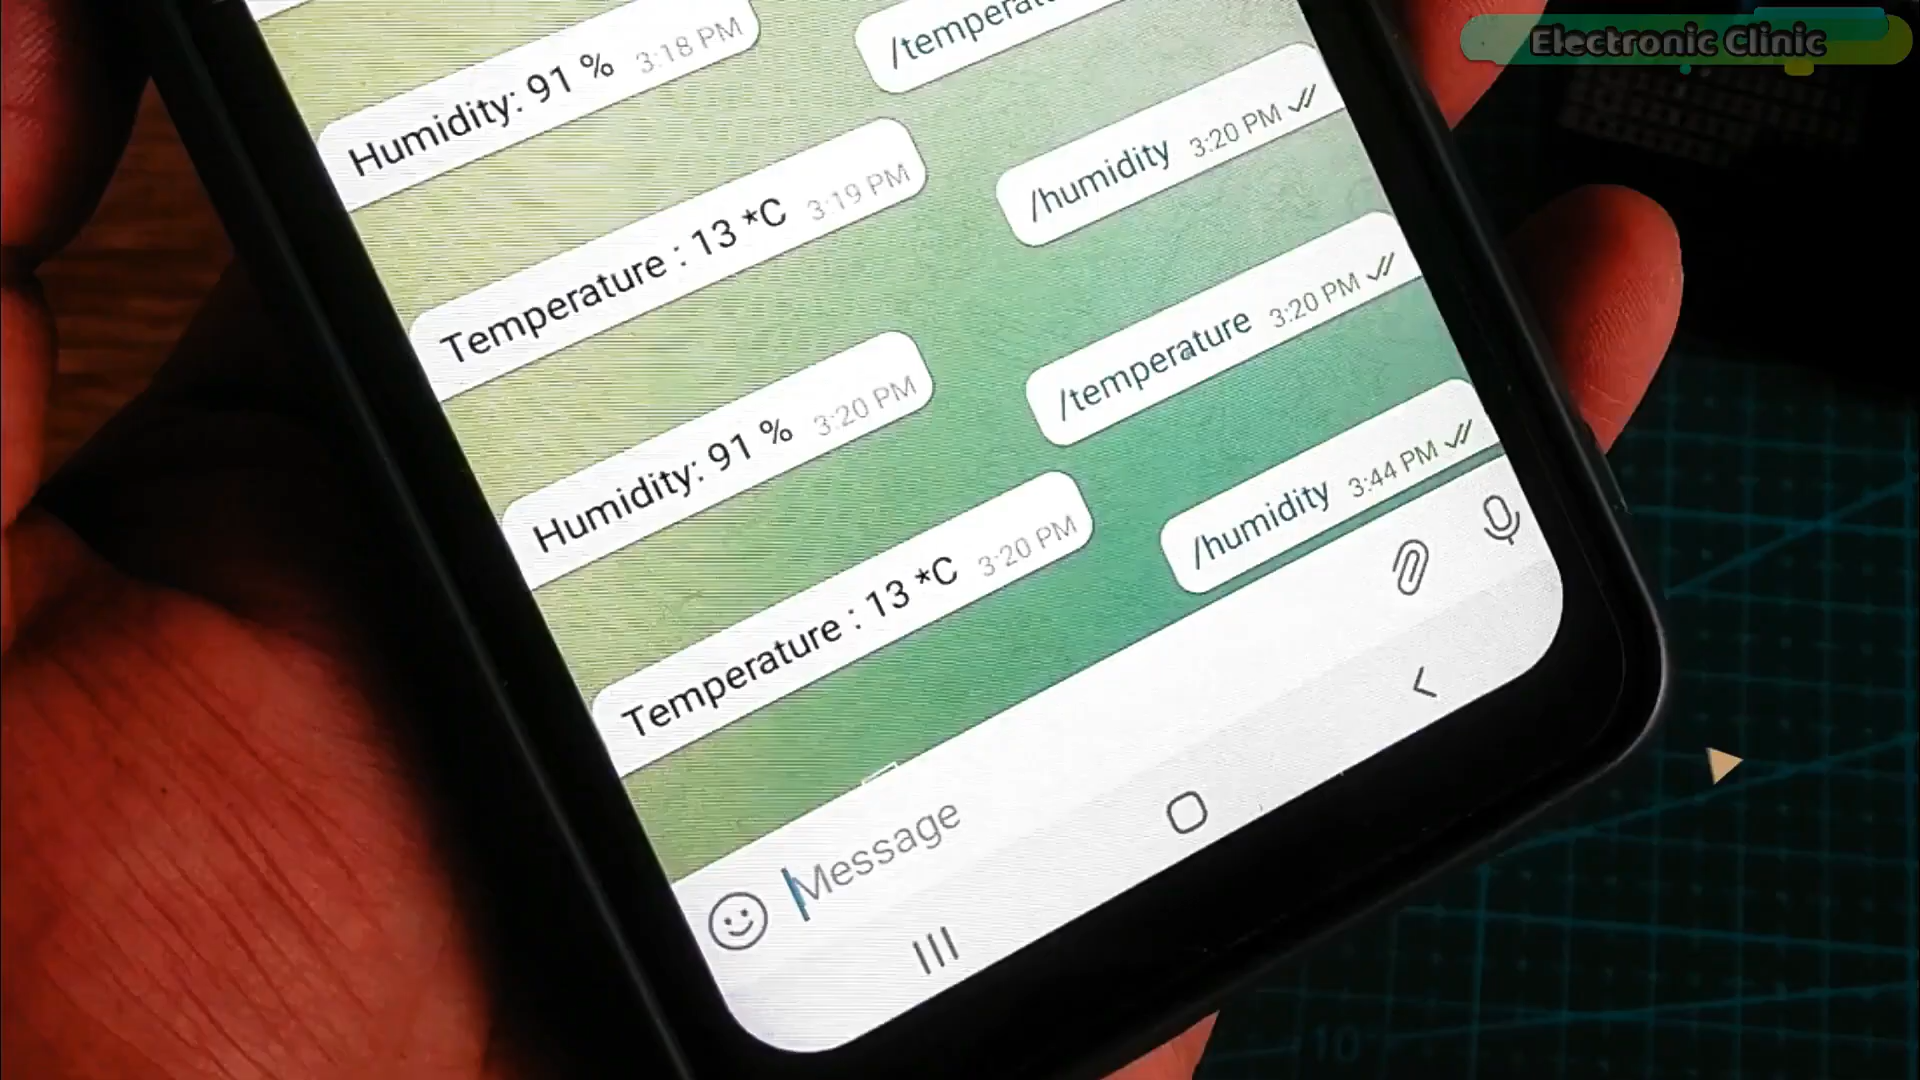 Electronic Clinic
Humidity: 91 % 3:18 PM
Temperature : 13 *C 3:19 PM
/humidity 3:20 PM
Humidity: 91 % 3:20 PM
/temperature 3:20 PM
Temperature : 13 *C 3:20 PM
/humidity 3:44 PM
Message
10